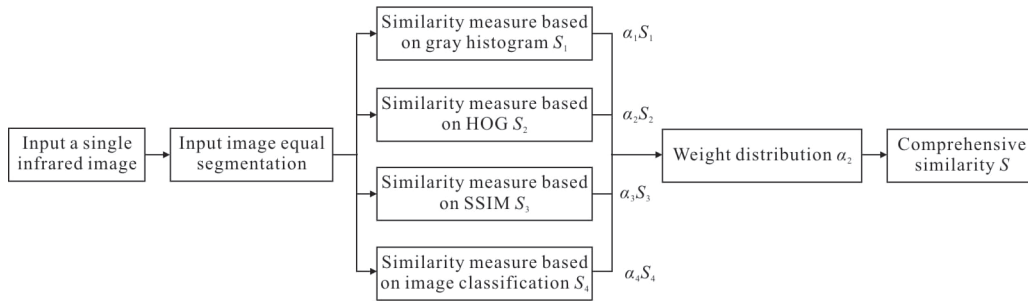 Input a single
infrared image
Input image equal
segmentation
Similarity measure based
on gray histogram S₁
Similarity measure based
on HOG S₂
Similarity measure based
on SSIM S₃
Similarity measure based
on image classification S₄
α₁S₁
α₂S₂
α₃S₃
α₄S₄
Weight distribution α₂
Comprehensive
similarity S